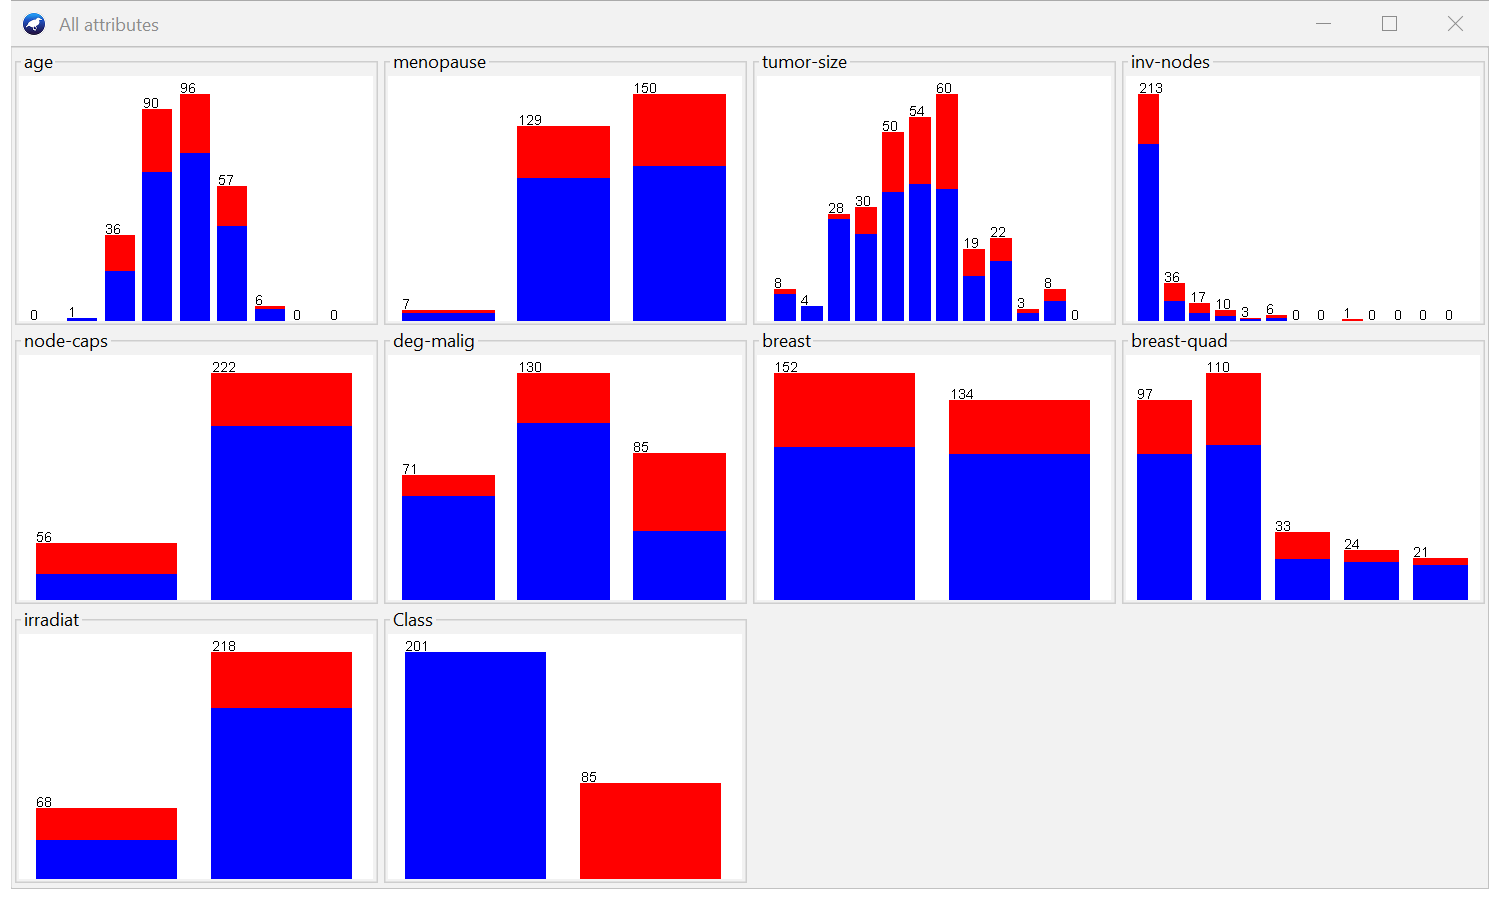 All attributes
age
0 1 36 90 96 57 6 0 0
menopause
7 129 150
tumor-size
8 4 28 30 50 54 60 19 22 3 8 0
inv-nodes
213 36 17 10 3 6 0 0 1 0 0 0 0
node-caps
56 222
deg-malig
71 130 85
breast
152 134
breast-quad
97 110 33 24 21
irradiat
68 218
Class
201 85